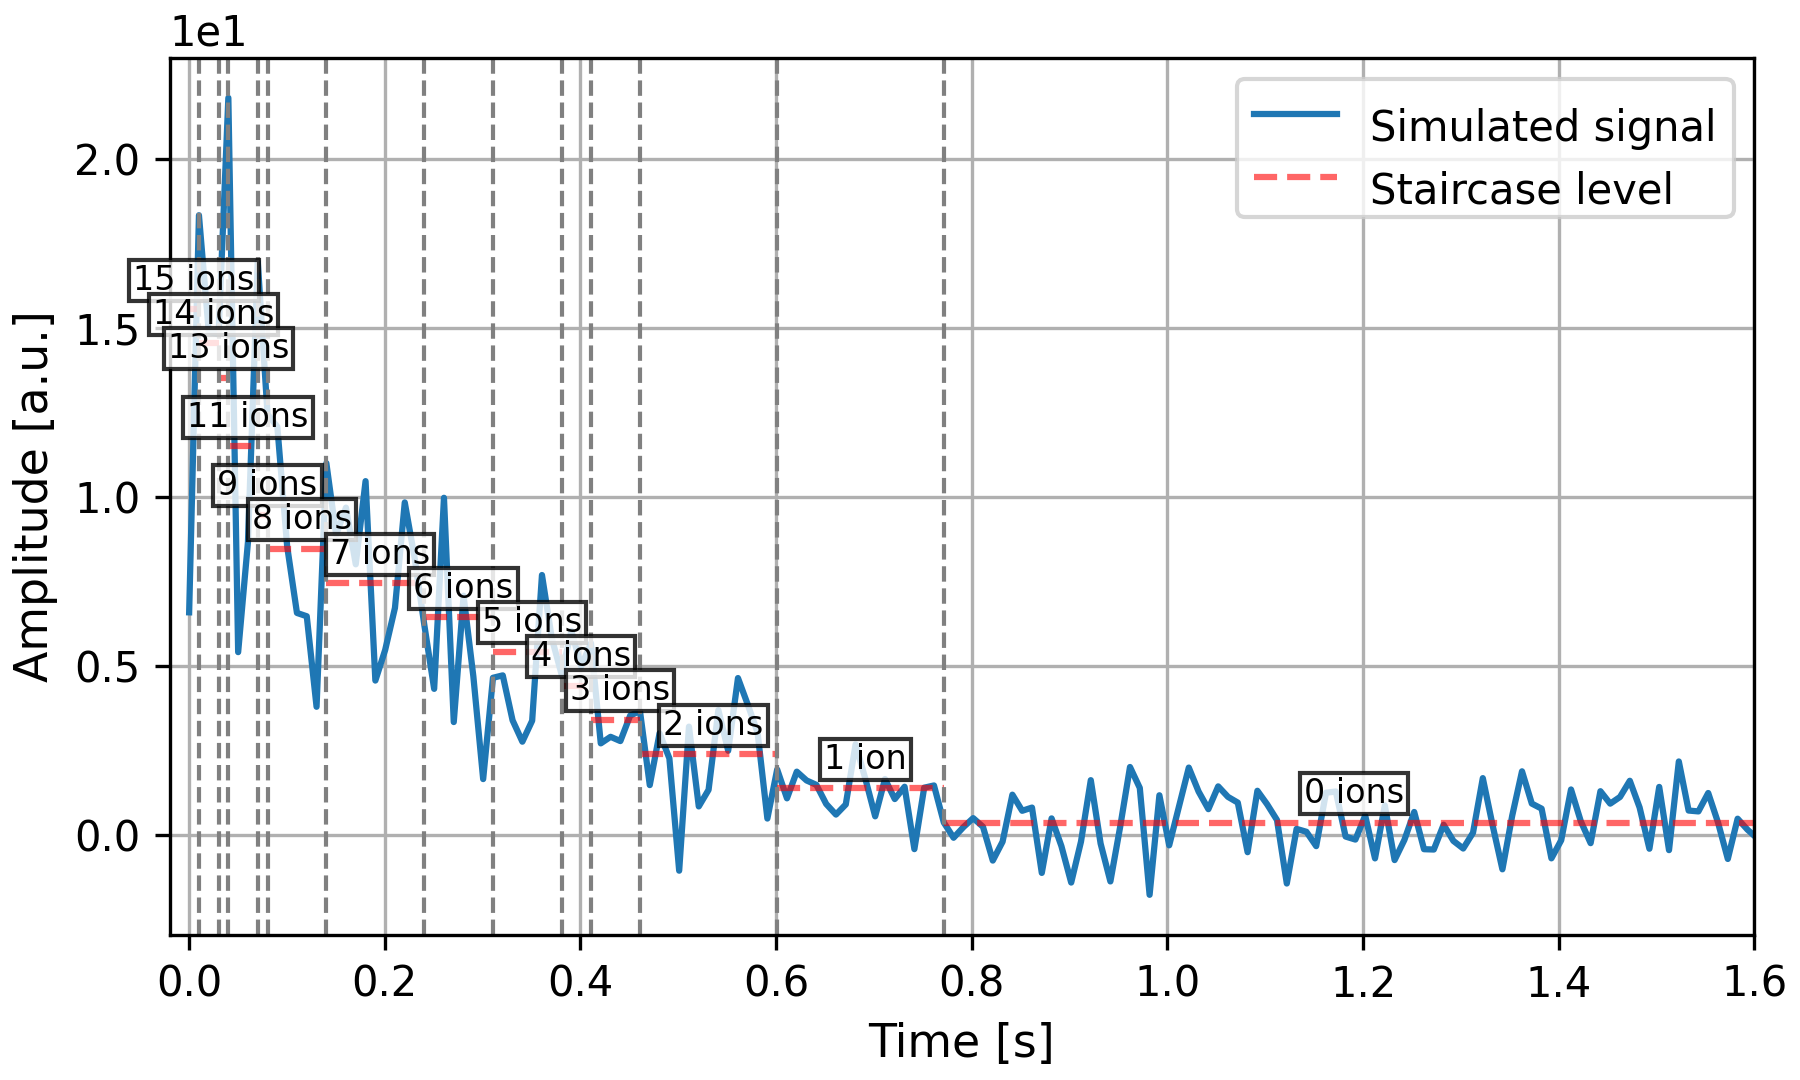 1e1
Simulated signal
Staircase level
2.0
1.5
1.0
0.5
0.0
Amplitude [a.u.]
15 ions
14 ions
13 ions
11 ions
9 ions
8 ions
7 ions
6 ions
5 ions
4 ions
3 ions
2 ions
1 ion
0 ions
0.0 0.2 0.4 0.6 0.8 1.0 1.2 1.4 1.6
Time [s]